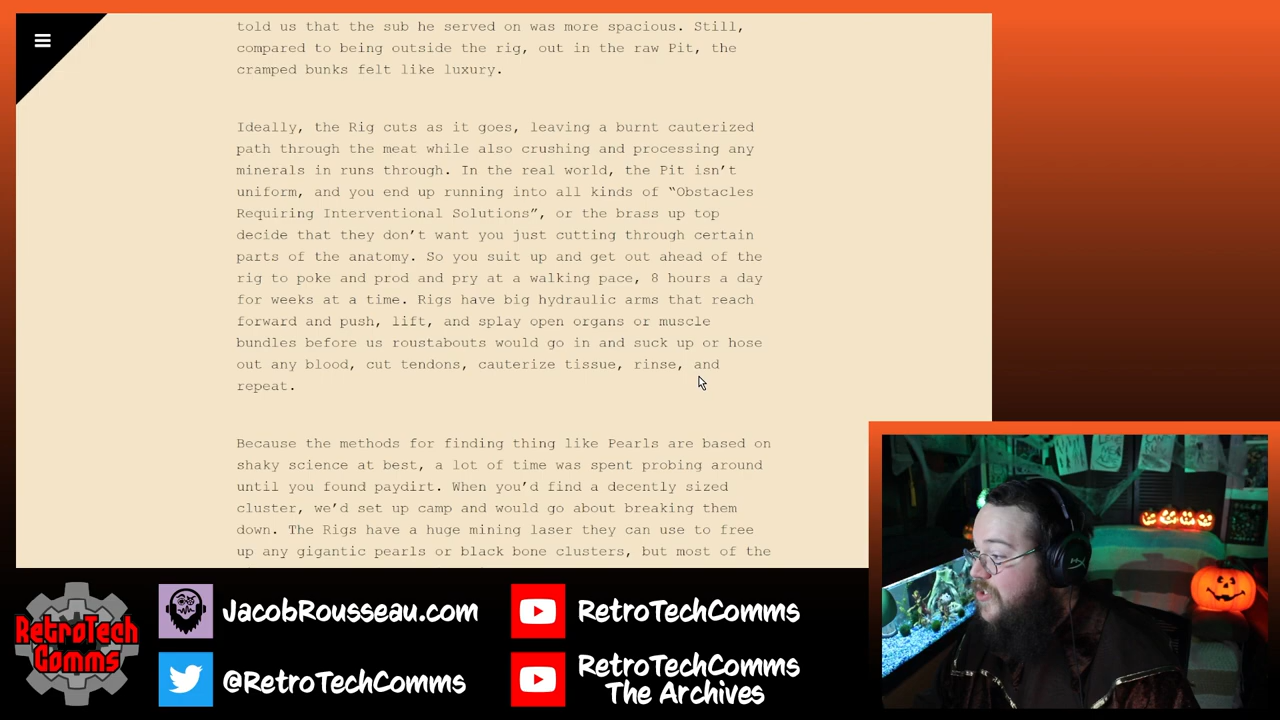 told us that the sub he served on was more spacious. Still,
compared to being outside the rig, out in the raw Pit, the
cramped bunks felt like luxury.
Ideally, the Rig cuts as it goes, leaving a burnt cauterized
path through the meat while also crushing and processing any
minerals in runs through. In the real world, the Pit isn’t
uniform, and you end up running into all kinds of “Obstacles
Requiring Interventional Solutions”, or the brass up top
decide that they don’t want you just cutting through certain
parts of the anatomy. So you suit up and get out ahead of the
rig to poke and prod and pry at a walking pace, 8 hours a day
for weeks at a time. Rigs have big hydraulic arms that reach
forward and push, lift, and splay open organs or muscle
bundles before us roustabouts would go in and suck up or hose
out any blood, cut tendons, cauterize tissue, rinse, and
repeat.
Because the methods for finding thing like Pearls are based on
shaky science at best, a lot of time was spent probing around
until you found paydirt. When you’d find a decently sized
cluster, we’d set up camp and would go about breaking them
down. The Rigs have a huge mining laser they can use to free
up any gigantic pearls or black bone clusters, but most of the
RetroTech
Comms
JacobRousseau.com
@RetroTechComms
RetroTechComms
RetroTechComms
The Archives